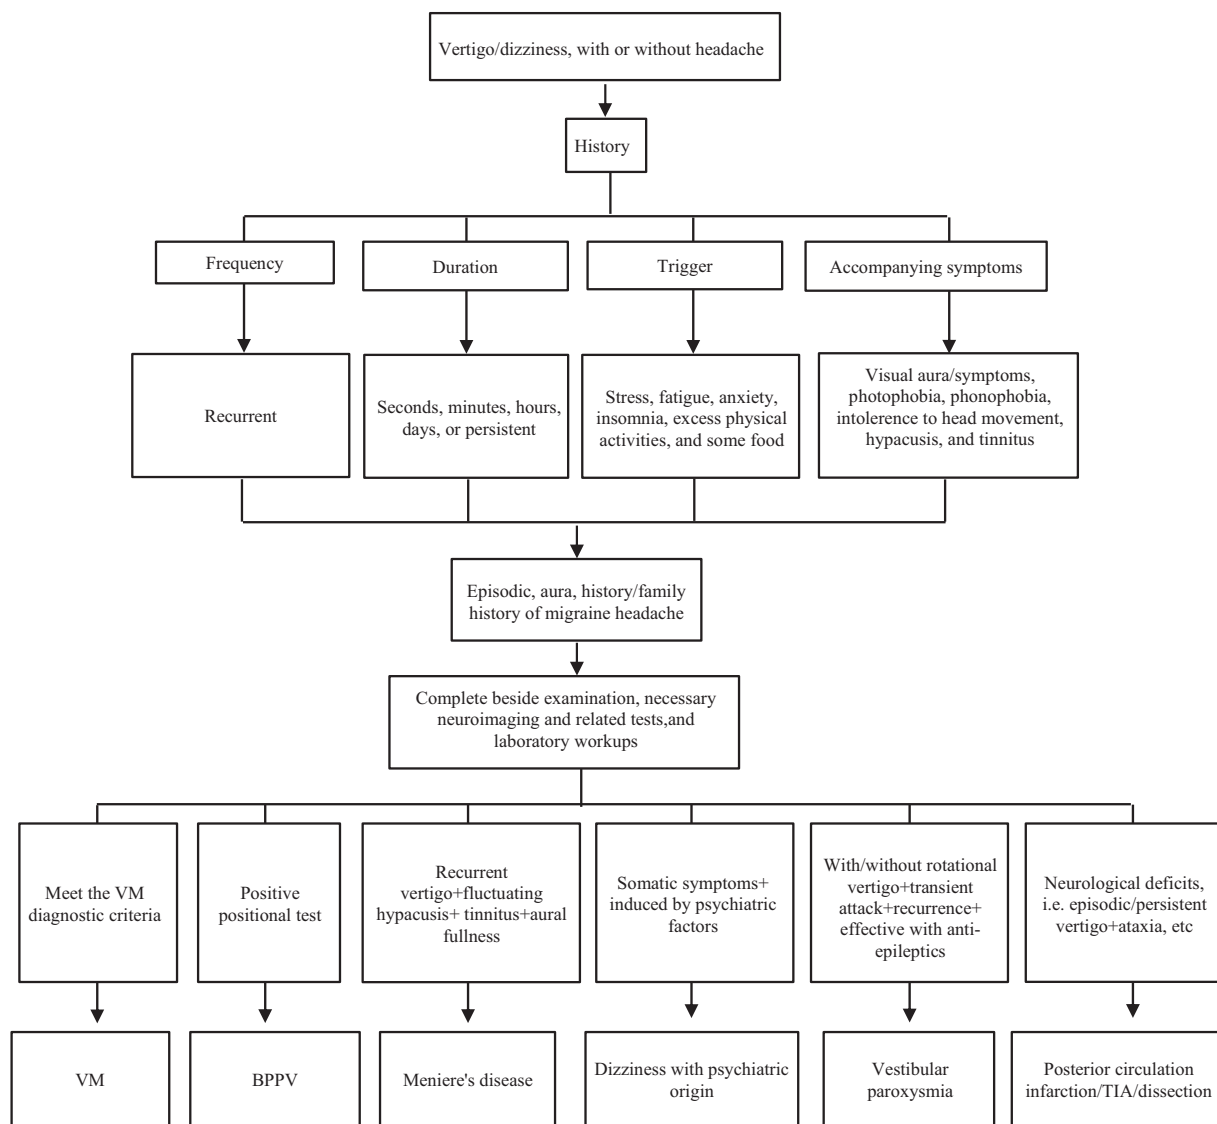 Vertigo/dizziness, with or without headache
History
Frequency
Duration
Trigger
Accompanying symptoms
Recurrent
Seconds, minutes, hours,
days, or persistent
Stress, fatigue, anxiety,
insomnia, excess physical
activities, and some food
Visual aura/symptoms,
photophobia, phonophobia,
intolerence to head movement,
hypacusis, and tinnitus
Episodic, aura, history/family
history of migraine headache
Complete beside examination, necessary
neuroimaging and related tests,and
laboratory workups
Meet the VM
diagnostic criteria
Positive
positional test
Recurrent
vertigo+fluctuating
hypacusis+ tinnitus+aural
fullness
Somatic symptoms+
induced by psychiatric
factors
With/without rotational
vertigo+transient
attack+recurrence+
effective with anti-
epileptics
Neurological deficits,
i.e. episodic/persistent
vertigo+ataxia, etc
VM
BPPV
Meniere's disease
Dizziness with psychiatric
origin
Vestibular
paroxysmia
Posterior circulation
infarction/TIA/dissection